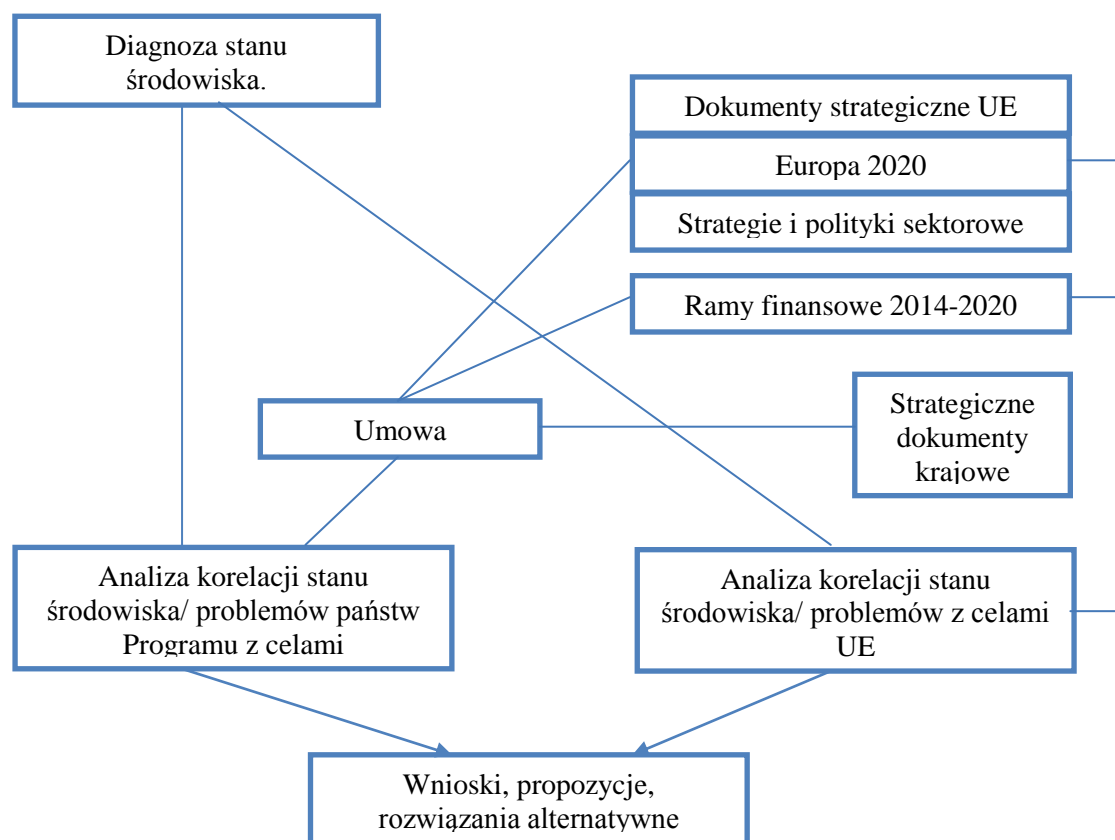 Diagnoza stanu
środowiska.
Dokumenty strategiczne UE
Europa 2020
Strategie i polityki sektorowe
Ramy finansowe 2014-2020
Umowa
Strategiczne
dokumenty
krajowe
Analiza korelacji stanu
środowiska/ problemów państw
Programu z celami
Analiza korelacji stanu
środowiska/ problemów z celami
UE
Wnioski, propozycje,
rozwiązania alternatywne